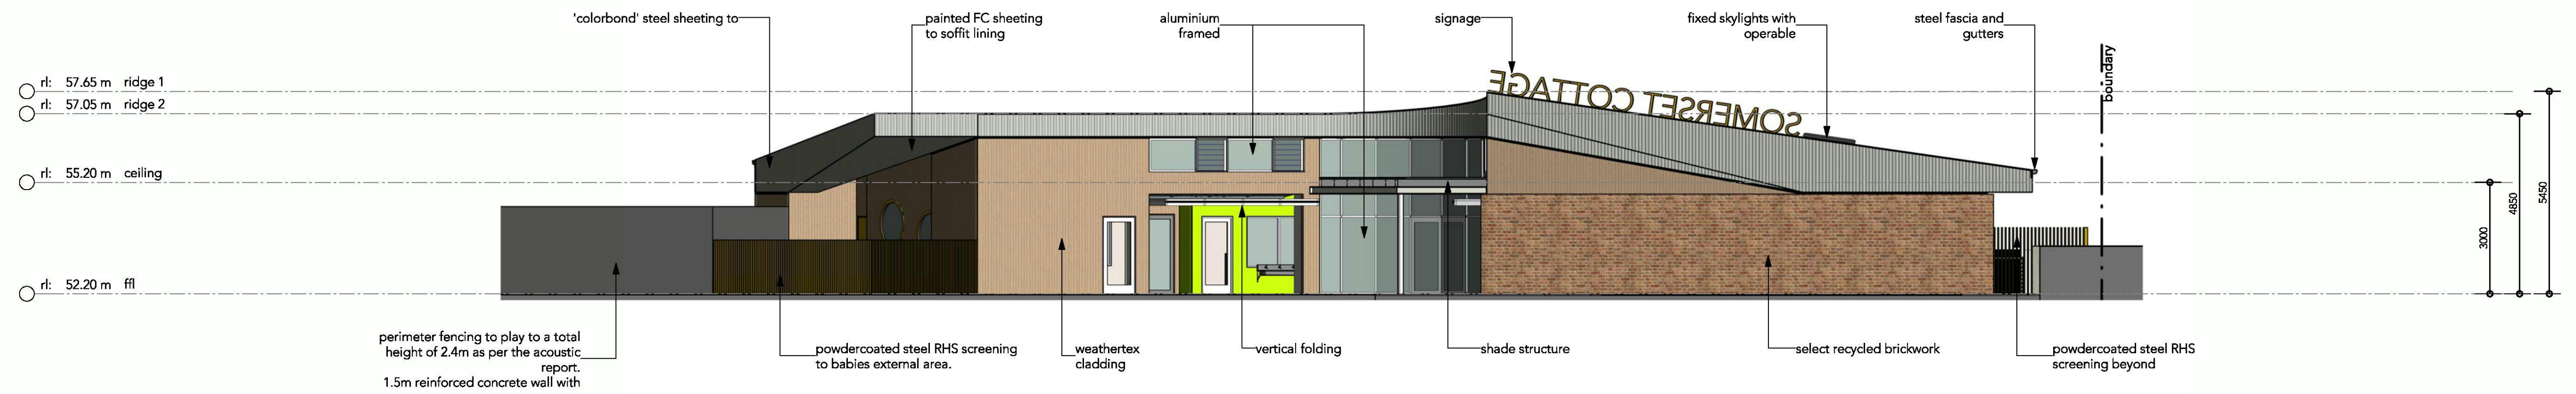 'colorbond' steel sheeting to
painted FC sheeting
to soffit lining
aluminium
framed
signage
fixed skylights with
operable
steel fascia and
gutters
boundary
rl: 57.65 m ridge 1
rl: 57.05 m ridge 2
rl: 55.20 m ceiling
rl: 52.20 m ffl
SOMERSET COTTAGE
3000
4850
5450
perimeter fencing to play to a total
height of 2.4m as per the acoustic
report.
1.5m reinforced concrete wall with
powdercoated steel RHS screening
to babies external area.
weathertex
cladding
vertical folding
shade structure
select recycled brickwork
powdercoated steel RHS
screening beyond